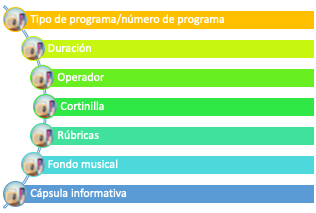 Tipo de programa/número de programa
Duración
Operador
Cortinilla
Rúbricas
Fondo musical
Cápsula informativa